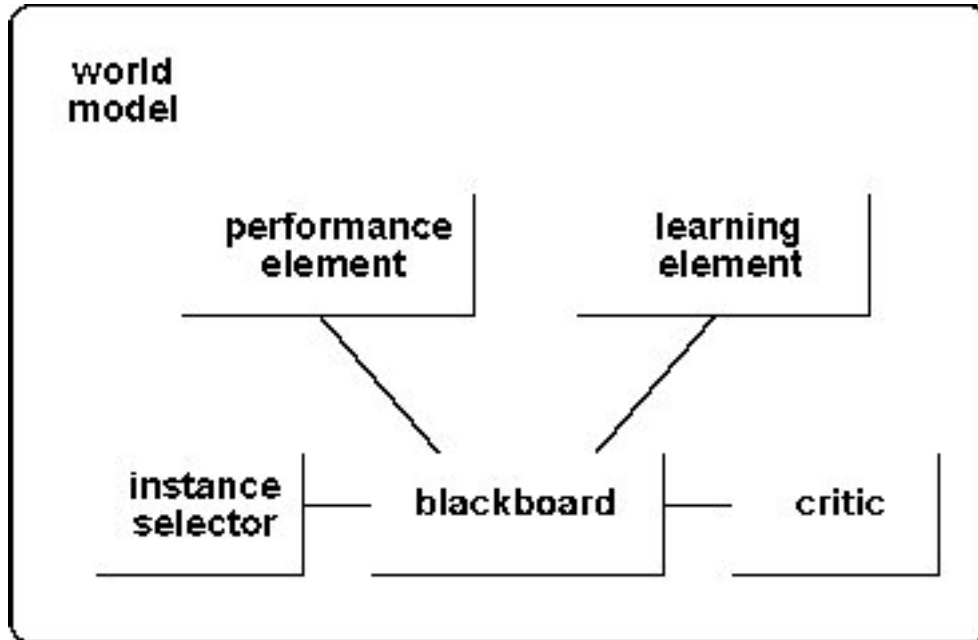 world
model
performance
element
learning
element
instance
selector
blackboard
critic